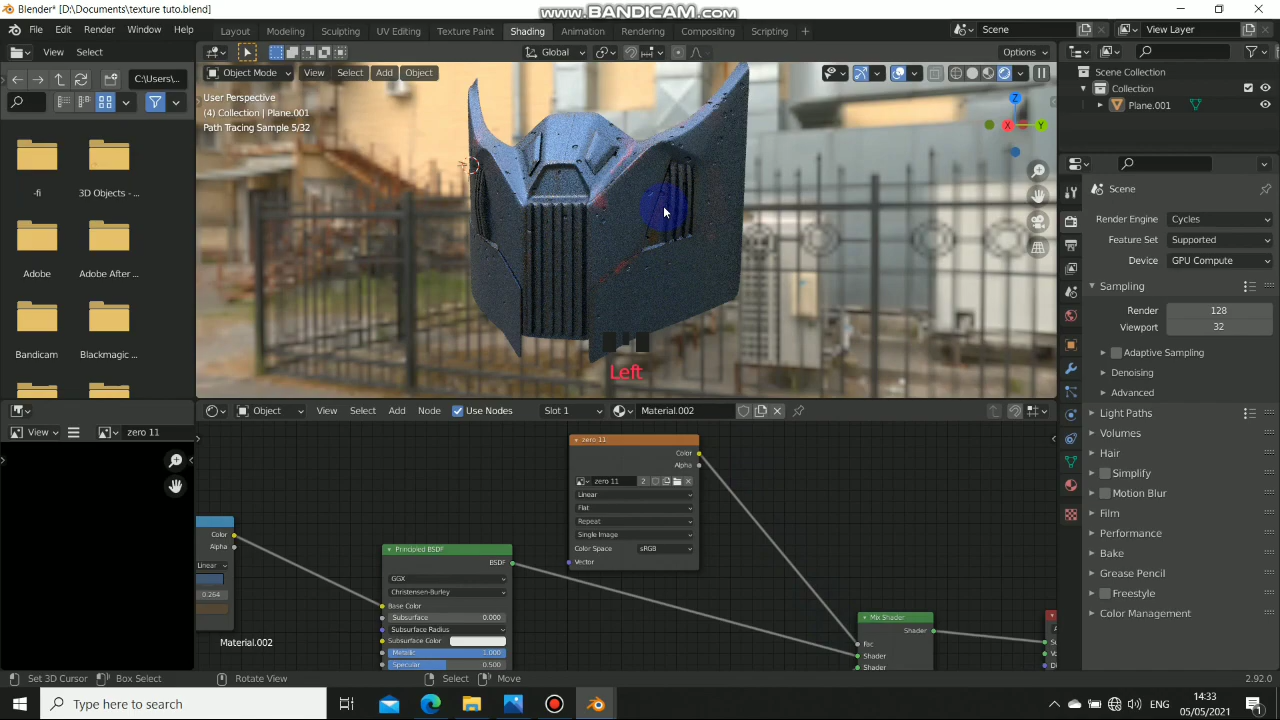 Blender* [D:\Documents\texture tuto.blend]
www.BANDICAM.com
File Edit Render Window Help
Layout Modeling Sculpting UV Editing Texture Paint Shading Animation Rendering Compositing Scripting
Scene
View Layer
View Select
Global
Options
C:\Users\...
Object Mode View Select Add Object
User Perspective
(4) Collection | Plane.001
Path Tracing Sample 5/32
Z
X
Y
-fi
3D Objects - ...
Adobe
Adobe After ...
Bandicam
Blackmagic ...
Left
View
zero 11
Object View Select Add Node Use Nodes Slot 1 Material.002
zero 11
Color
Alpha
zero 11 2
Linear
Flat
Repeat
Single Image
Color Space sRGB
Vector
Color
Alpha
Linear
0.264
Principled BSDF
BSDF
GGX
Christensen-Burley
Base Color
Subsurface 0.000
Subsurface Radius
Subsurface Color
Metallic 1.000
Specular 0.500
Mix Shader
Shader
Fac
Shader
Shader
Material.002
Scene Collection
Collection
Plane.001
Scene
Render Engine Cycles
Feature Set Supported
Device GPU Compute
Sampling
Render 128
Viewport 32
Adaptive Sampling
Denoising
Advanced
Light Paths
Volumes
Hair
Simplify
Motion Blur
Film
Performance
Bake
Grease Pencil
Freestyle
Color Management
Set 3D Cursor Box Select Rotate View Select Move 2.92.0
Type here to search
ENG
14:33
05/05/2021